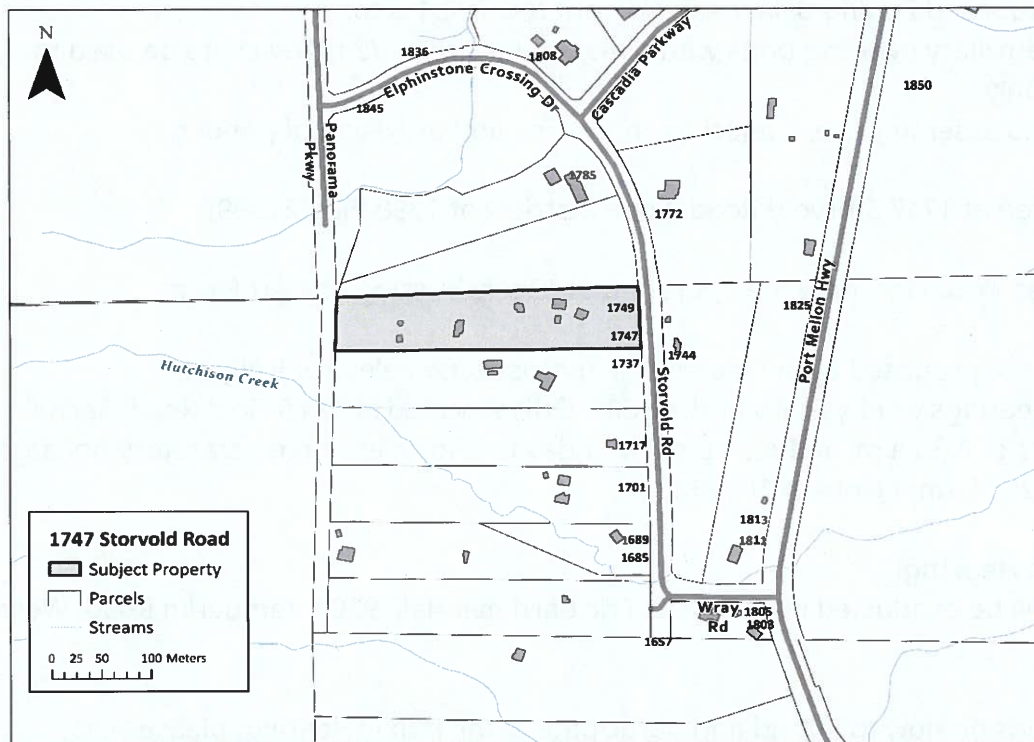 N
1836
1808
Elphinstone Crossing Dr
Cascadia Parkway
1850
1845
Panorama
Pkwy
1785
1772
Port Mellon Hwy
1749
1825
1747
1744
1737
Hutchison Creek
Storvold Rd
1717
1701
1813
1811
1689
1685
Wray
Rd
1805
1803
1657
1747 Storvold Road
Subject Property
Parcels
Streams
0 25 50 100 Meters